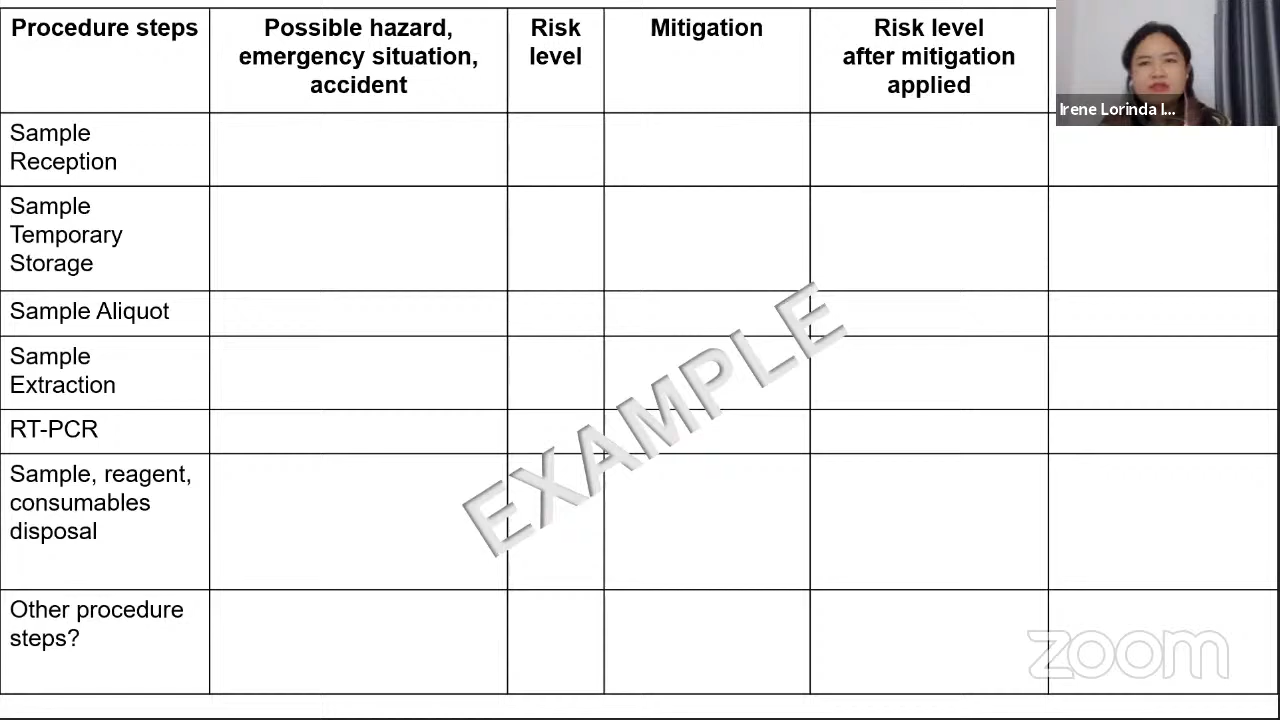 Procedure steps
Possible hazard,
emergency situation,
accident
Risk
level
Mitigation
Risk level
after mitigation
applied
Irene Lorinda I...
Sample
Reception
Sample
Temporary
Storage
Sample Aliquot
Sample
Extraction
RT-PCR
Sample, reagent,
consumables
disposal
Other procedure
steps?
EXAMPLE
zoom